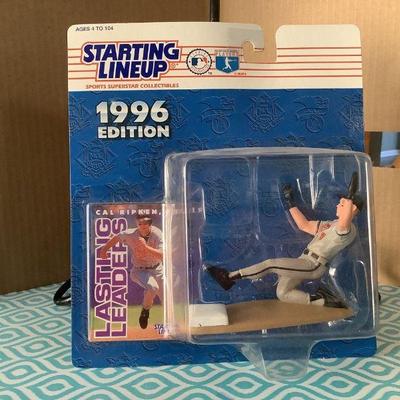 AGES 4 TO 104
STARTING
LINEUP
SPORTS SUPERSTAR COLLECTIBLES
1996
EDITION
CAL RIPKEN,
LASTING
LEADERS